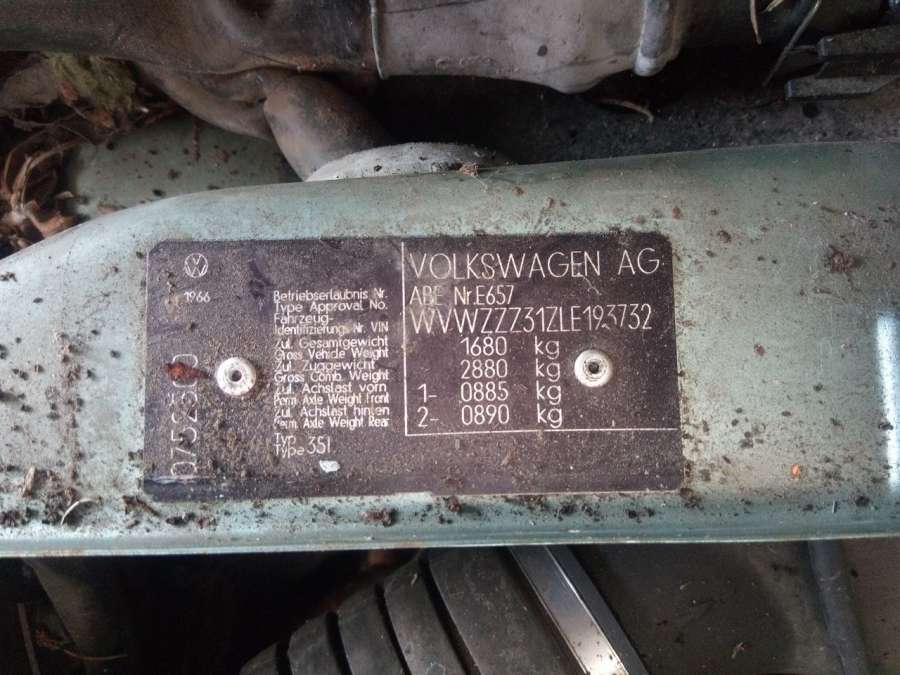 1966
Betriebserlaubnis Nr.
Type Approval No.
Fahrzeug-
Identifizierungs Nr. VIN
Zul. Gesamtgewicht
Gross Vehicle Weight
Zul. Zuggewicht
Gross Comb. Weight
Zul. Achslast vorn
Perm. Axle Weight Front
Zul. Achslast hinten
Perm. Axle Weight Rear
Typ
Type 35I
VOLKSWAGEN AG
ABE Nr.E657
WVWZZZ31ZLE193732
1680 kg
2880 kg
1- 0885 kg
2- 0890 kg